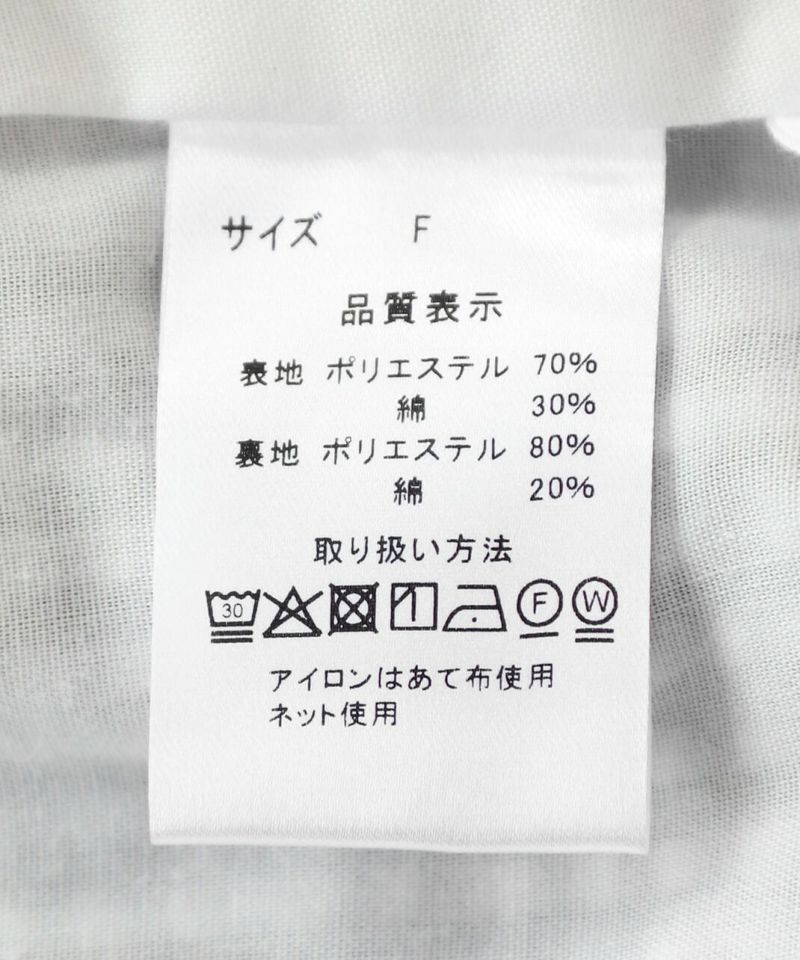 サイズ F
品質表示
表地 ポリエステル 70%
綿 30%
裏地 ポリエステル 80%
綿 20%
取り扱い方法
30 F W
アイロンはあて布使用
ネット使用